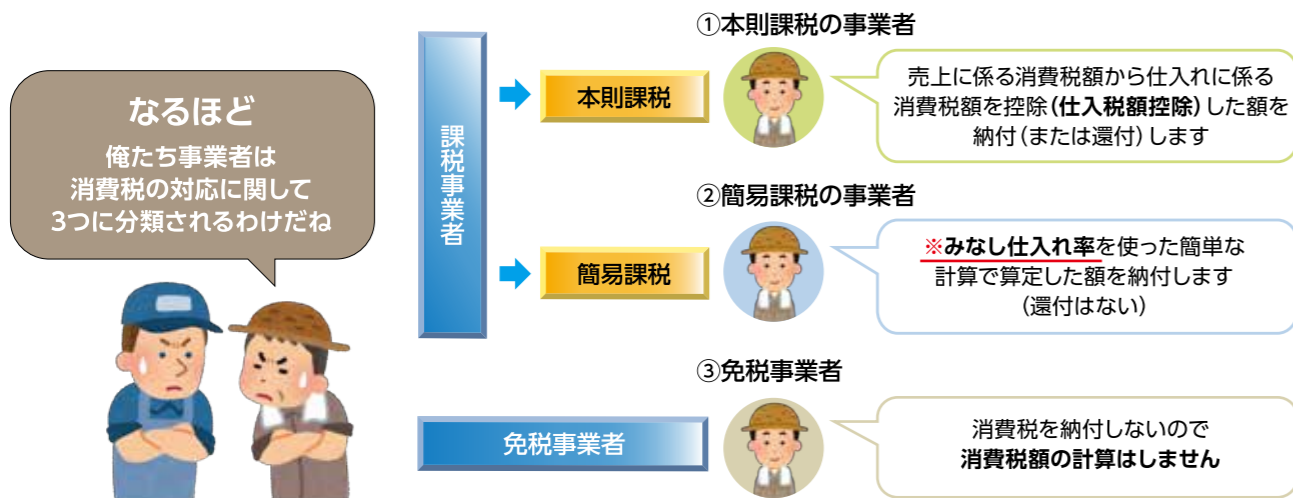 なるほど
俺たち事業者は
消費税の対応に関して
3つに分類されるわけだね
課税事業者
①本則課税の事業者
本則課税
売上に係る消費税額から仕入れに係る
消費税額を控除(仕入税額控除)した額を
納付(または還付)します
②簡易課税の事業者
簡易課税
※みなし仕入れ率を使った簡単な
計算で算定した額を納付します
(還付はない)
③免税事業者
免税事業者
消費税を納付しないので
消費税額の計算はしません